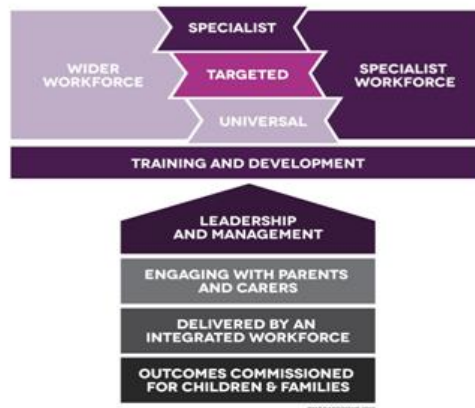 SPECIALIST
WIDER
WORKFORCE
TARGETED
SPECIALIST
WORKFORCE
UNIVERSAL
TRAINING AND DEVELOPMENT
LEADERSHIP
AND MANAGEMENT
ENGAGING WITH PARENTS
AND CARERS
DELIVERED BY AN
INTEGRATED WORKFORCE
OUTCOMES COMMISSIONED
FOR CHILDREN & FAMILIES